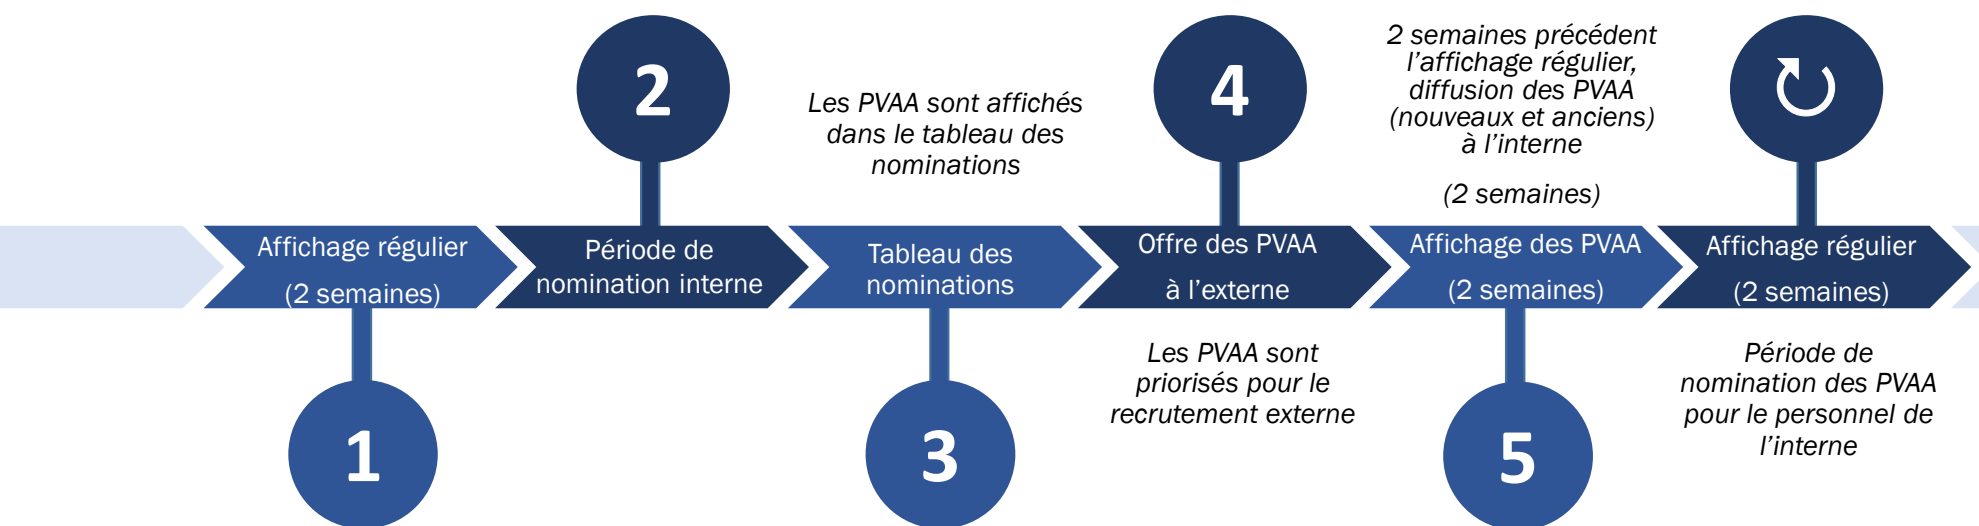 1
Affichage régulier
(2 semaines)
2
Période de
nomination interne
Les PVAA sont affichés
dans le tableau des
nominations
Tableau des
nominations
3
4
Offre des PVAA
à l’externe
Les PVAA sont
priorisés pour le
recrutement externe
2 semaines précédent
l’affichage régulier,
diffusion des PVAA
(nouveaux et anciens)
à l’interne
(2 semaines)
Affichage des PVAA
(2 semaines)
5
Affichage régulier
(2 semaines)
Période de
nomination des PVAA
pour le personnel de
l’interne